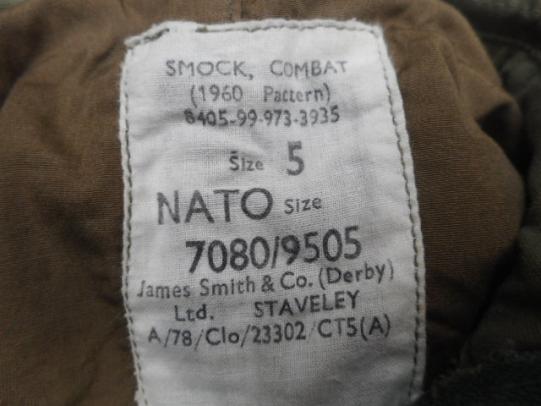 SMOCK, COMBAT
(1960 Pattern)
8405-99-973-3935
Size 5
NATO Size
7080/9505
James Smith & Co. (Derby)
Ltd. STAVELEY
A/78/Clo/23302/CT5(A)